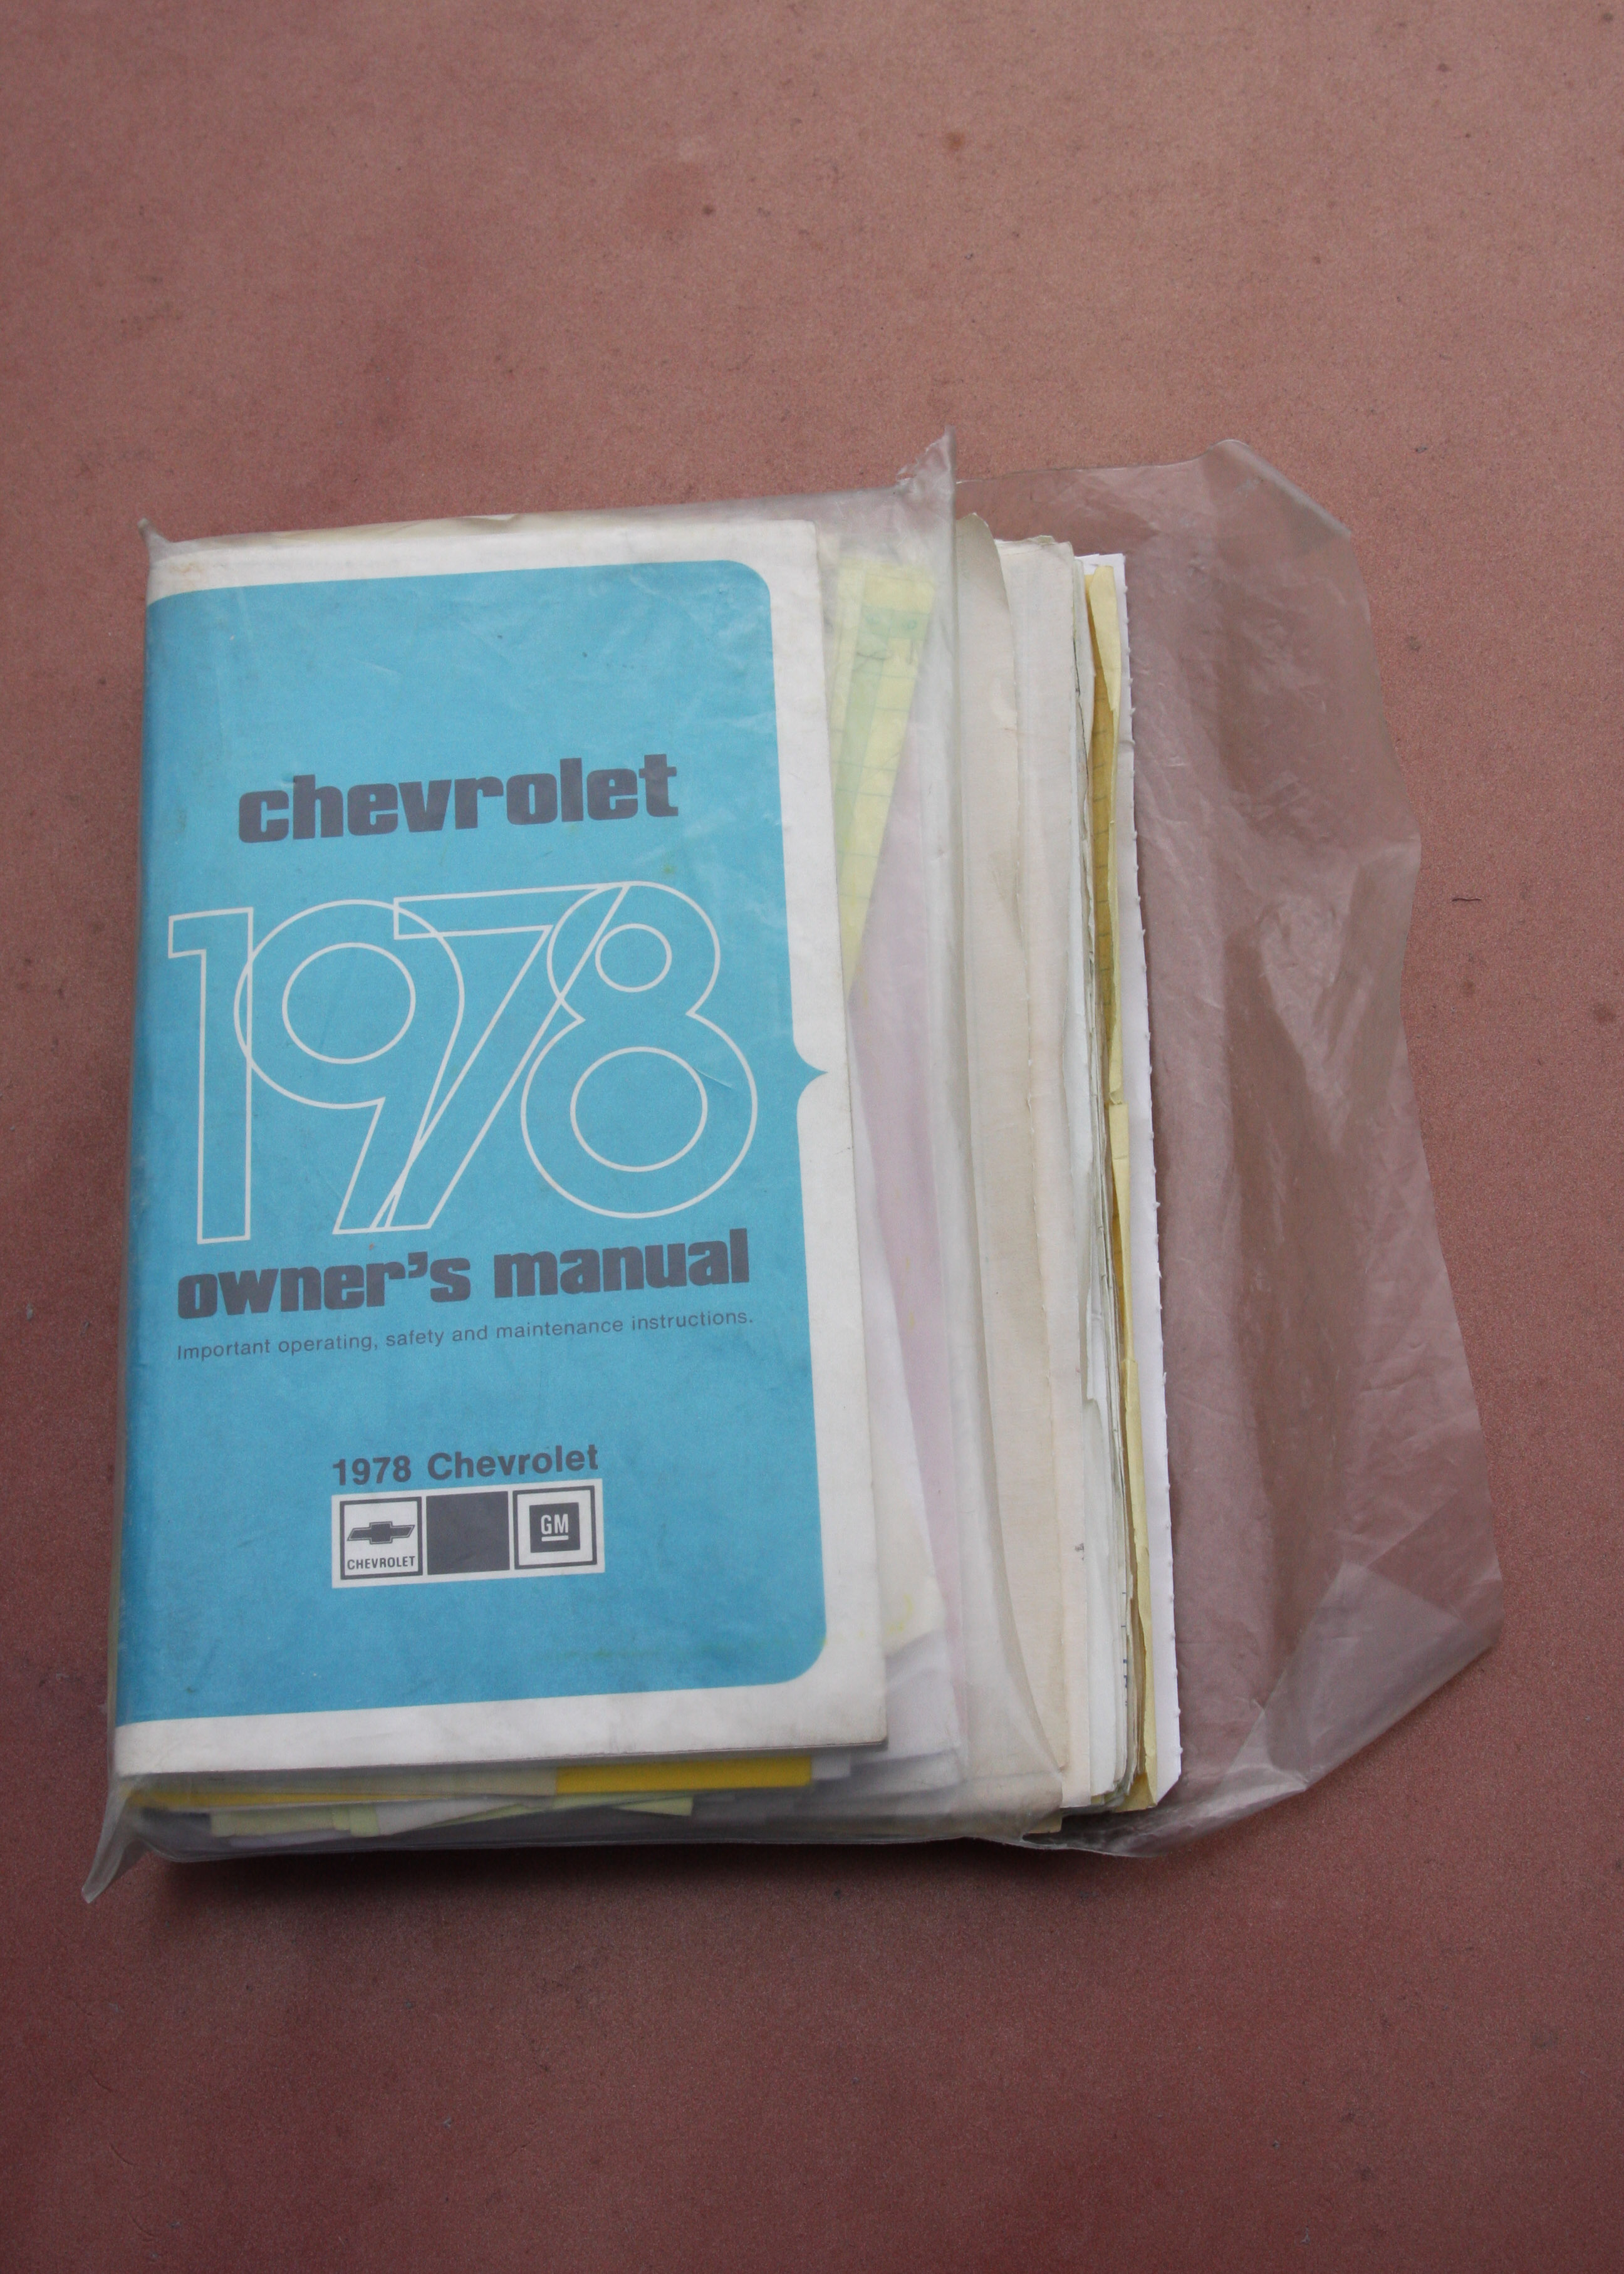 chevrolet
1978
owner's manual
Important operating, safety and maintenance instructions.
1978 Chevrolet
CHEVROLET
GM